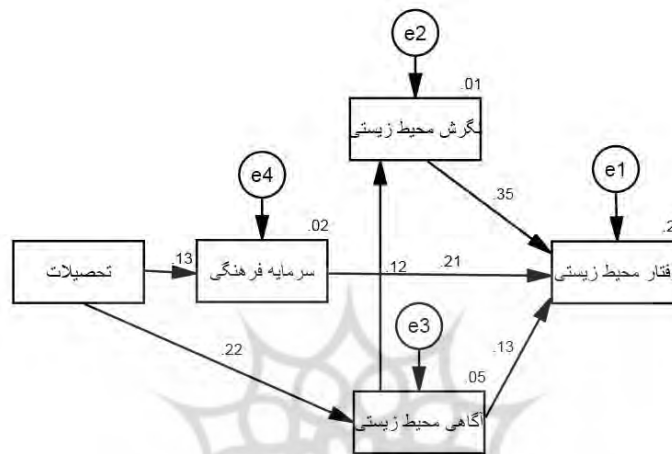 e2
.01
نگرش محیط زیستی
e4
e1
.35
.02
.2
تحصیلات
.13
سرمایه فرهنگی
.12
.21
فتار محیط زیستی
e3
.22
.13
.05
آگاهی محیط زیستی